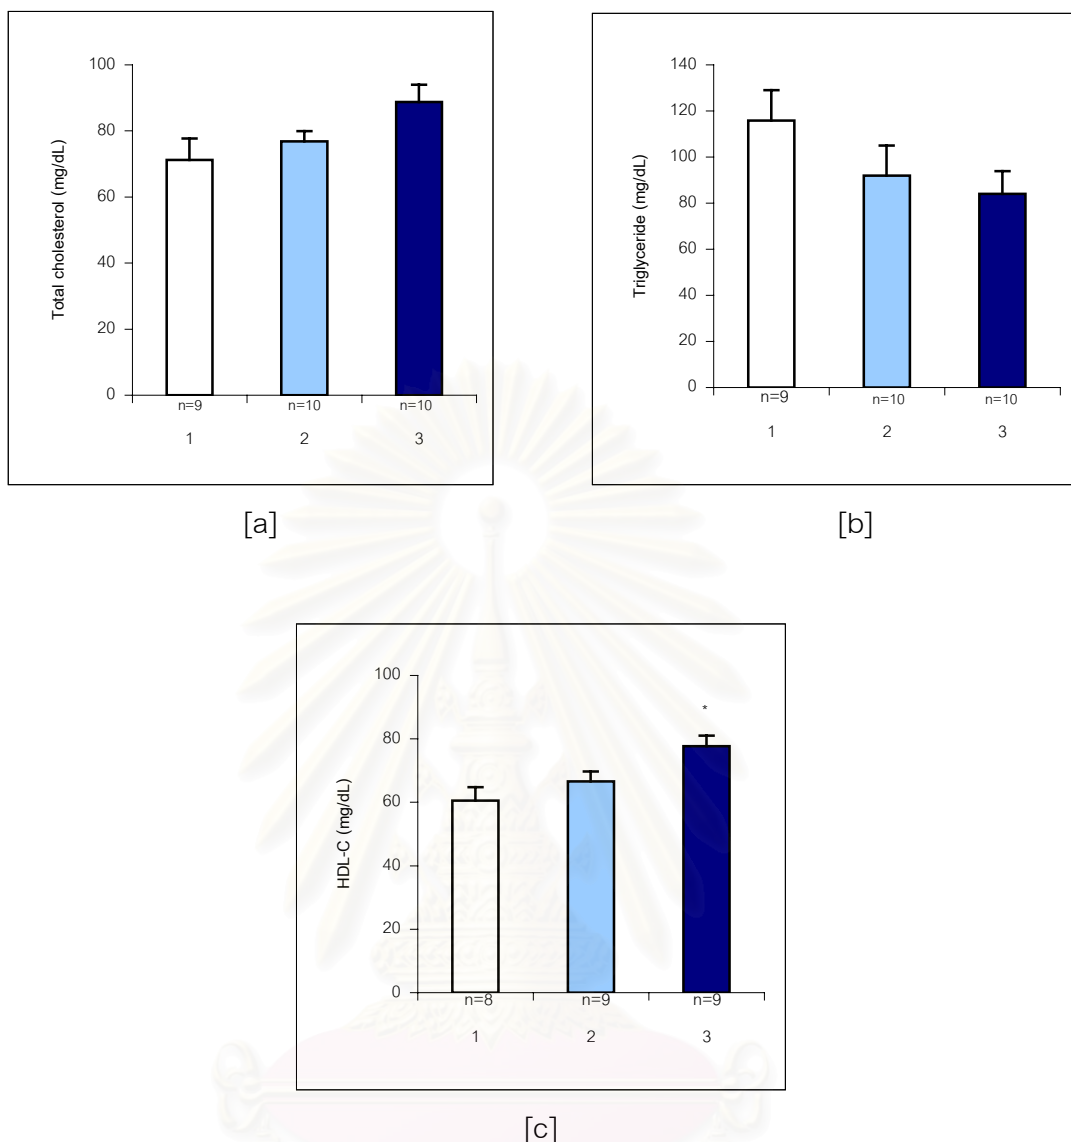 100
80
60
40
20
0
Total cholesterol (mg/dL)
n=9 n=10 n=10
1 2 3
[a]
140
120
100
80
60
40
20
0
Triglyceride (mg/dL)
n=9 n=10 n=10
1 2 3
[b]
100
80
60
40
20
0
HDL-C (mg/dL)
*
n=8 n=9 n=9
1 2 3
[c]